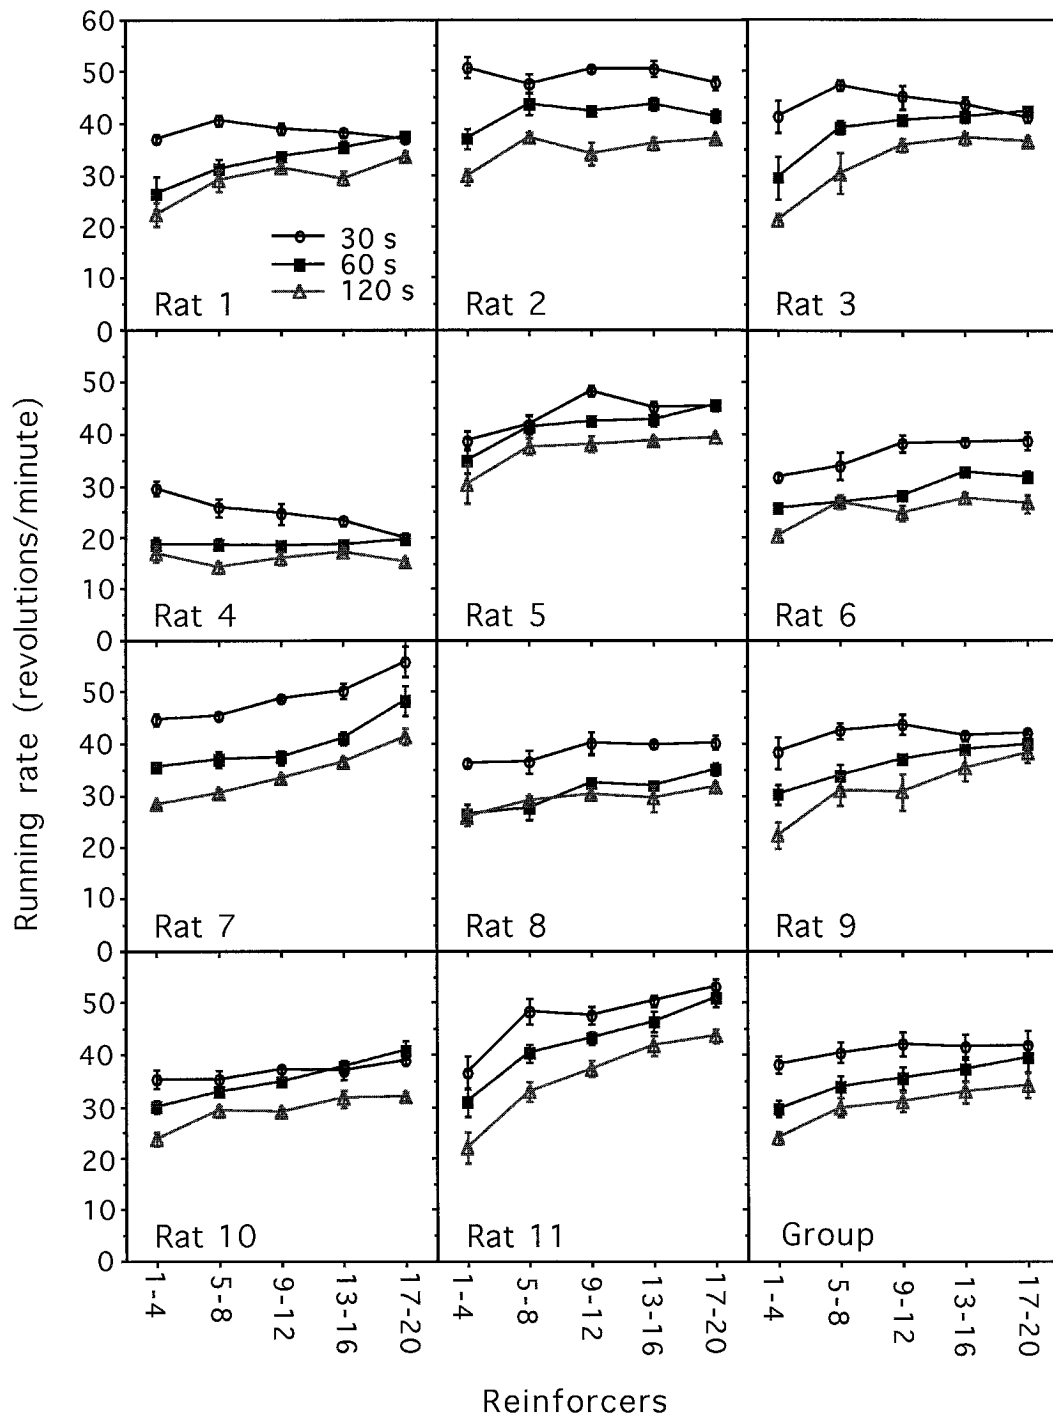 60
50
40
30
20
10
0
30 s
60 s
120 s
Rat 1
Rat 2
Rat 3
50
40
30
20
10
0
Rat 4
Rat 5
Rat 6
50
40
30
20
10
0
Rat 7
Rat 8
Rat 9
50
40
30
20
10
0
Rat 10
Rat 11
Group
Running rate (revolutions/minute)
1-4
5-8
9-12
13-16
17-20
1-4
5-8
9-12
13-16
17-20
1-4
5-8
9-12
13-16
17-20
Reinforcers